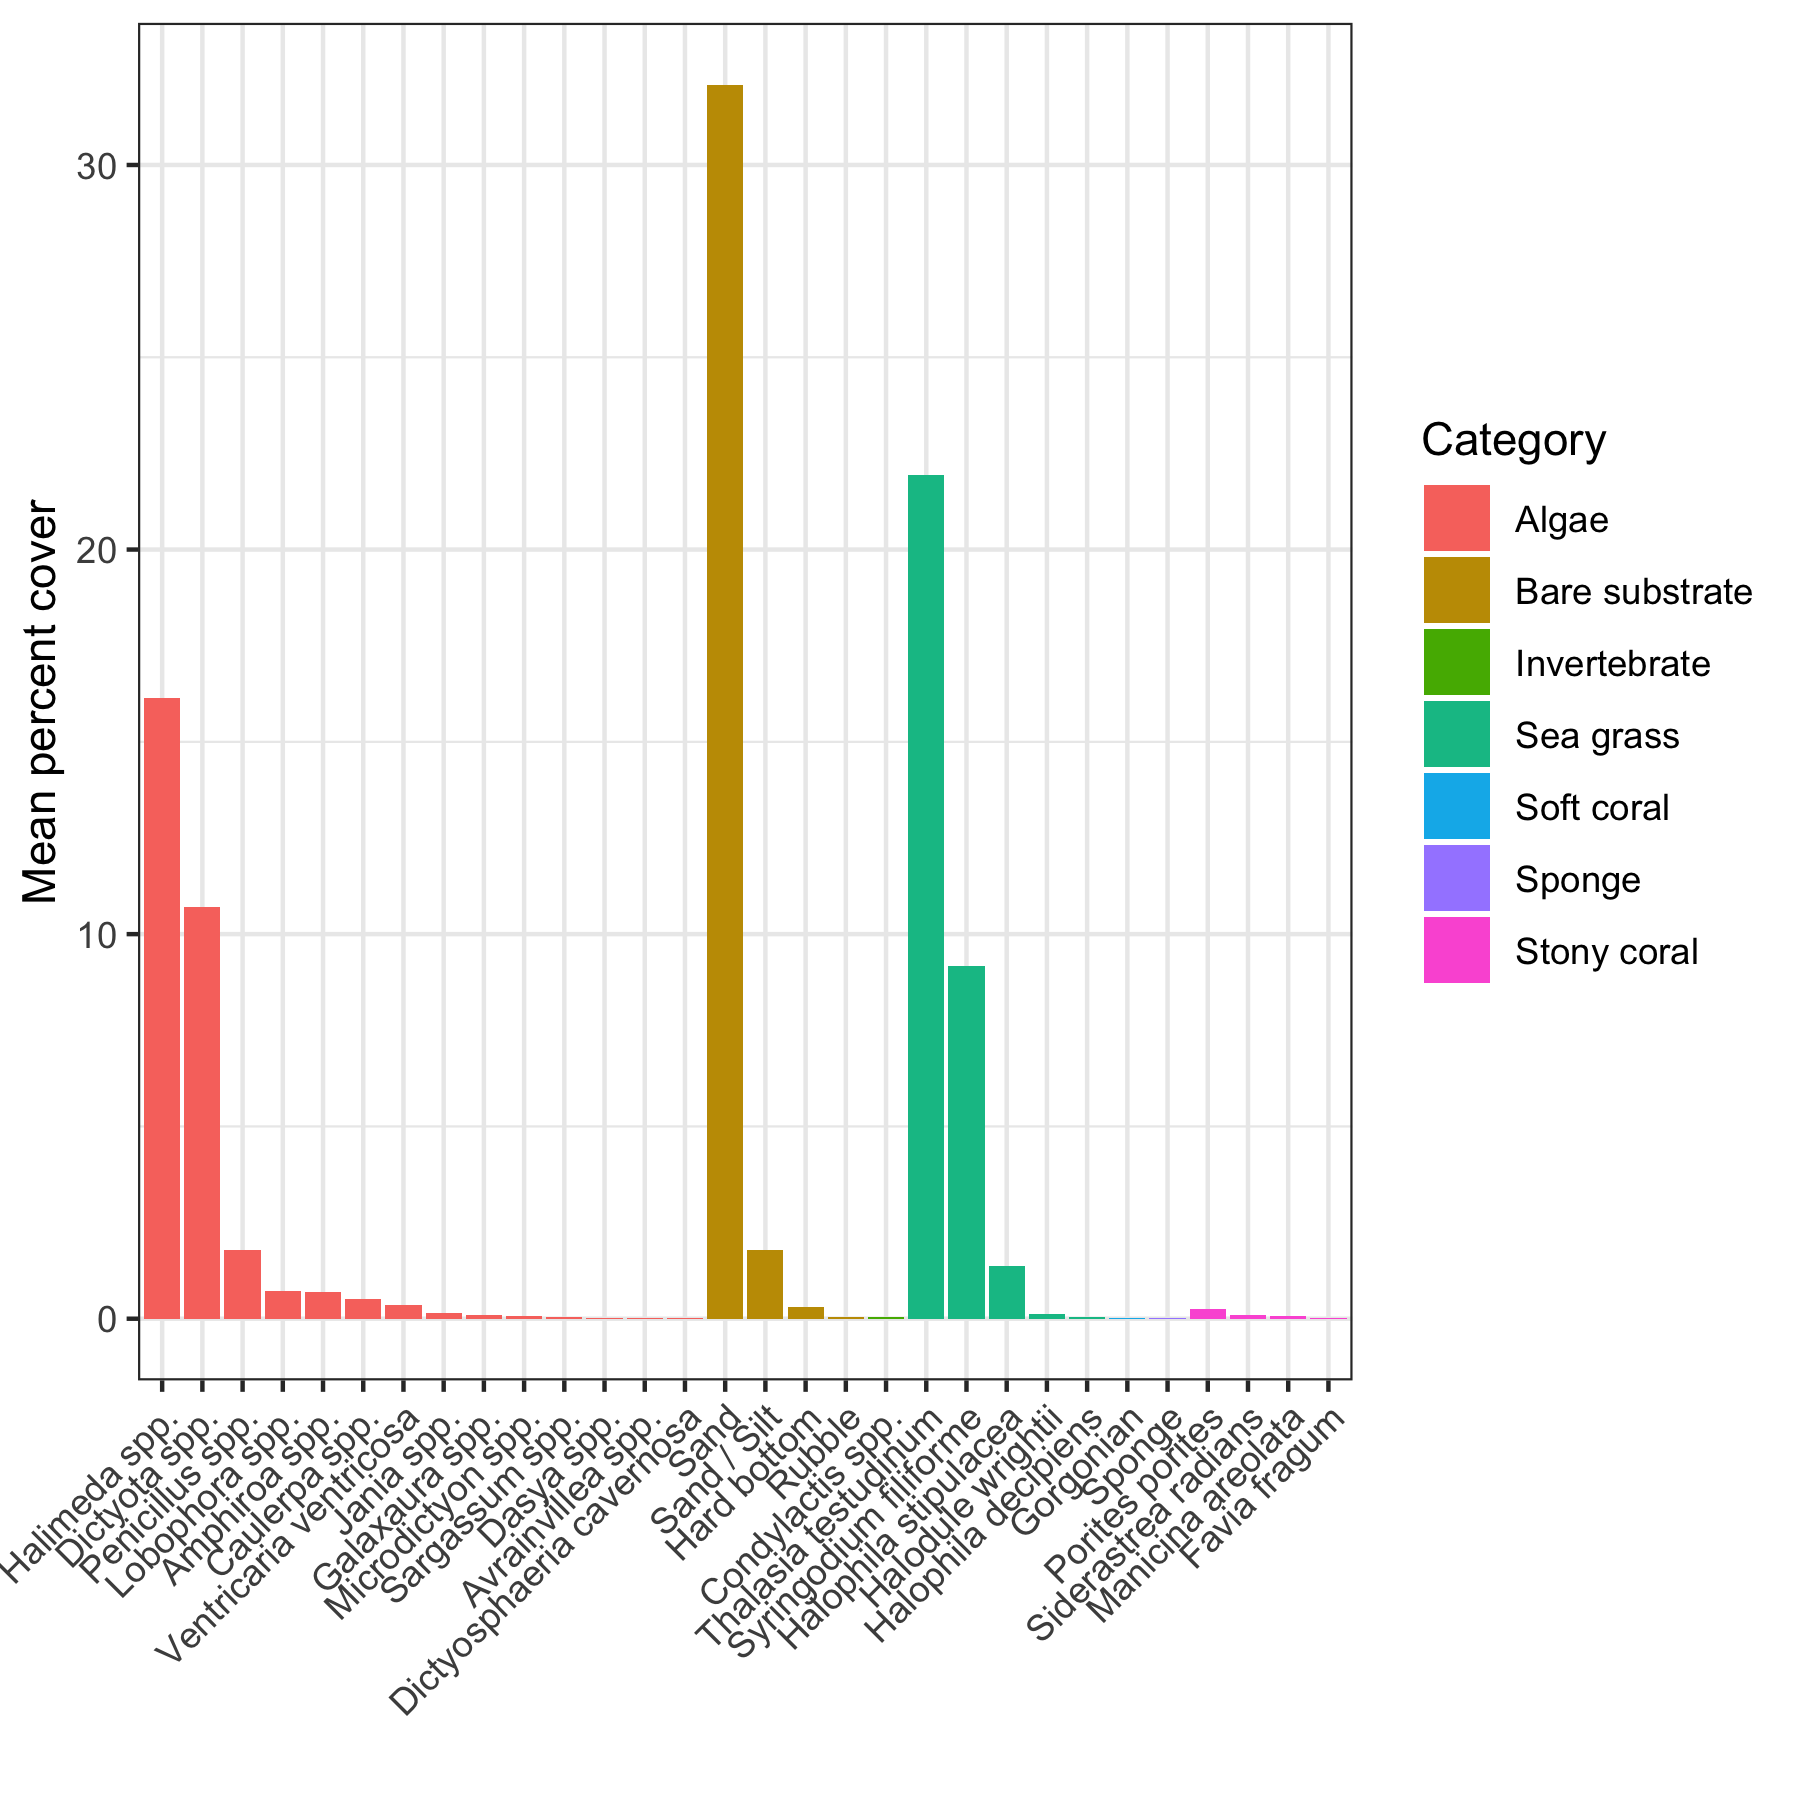 Mean percent cover
30
20
10
0
Halimeda spp.
Dictyota spp.
Penicillus spp.
Lobophora spp.
Amphiroa spp.
Caulerpa spp.
Ventricaria ventricosa
Jania spp.
Galaxaura spp.
Microdictyon spp.
Sargassum spp.
Dasya spp.
Avrainvillea spp.
Dictyosphaeria cavernosa
Sand
Sand / Silt
Hard bottom
Rubble
Condylactis spp.
Thalasia testudinum
Syringodium filiforme
Halophila stipulacea
Halodule wrightii
Halophila decipiens
Gorgonian
Sponge
Porites porites
Siderastrea radians
Manicina areolata
Favia fragum
Category
Algae
Bare substrate
Invertebrate
Sea grass
Soft coral
Sponge
Stony coral